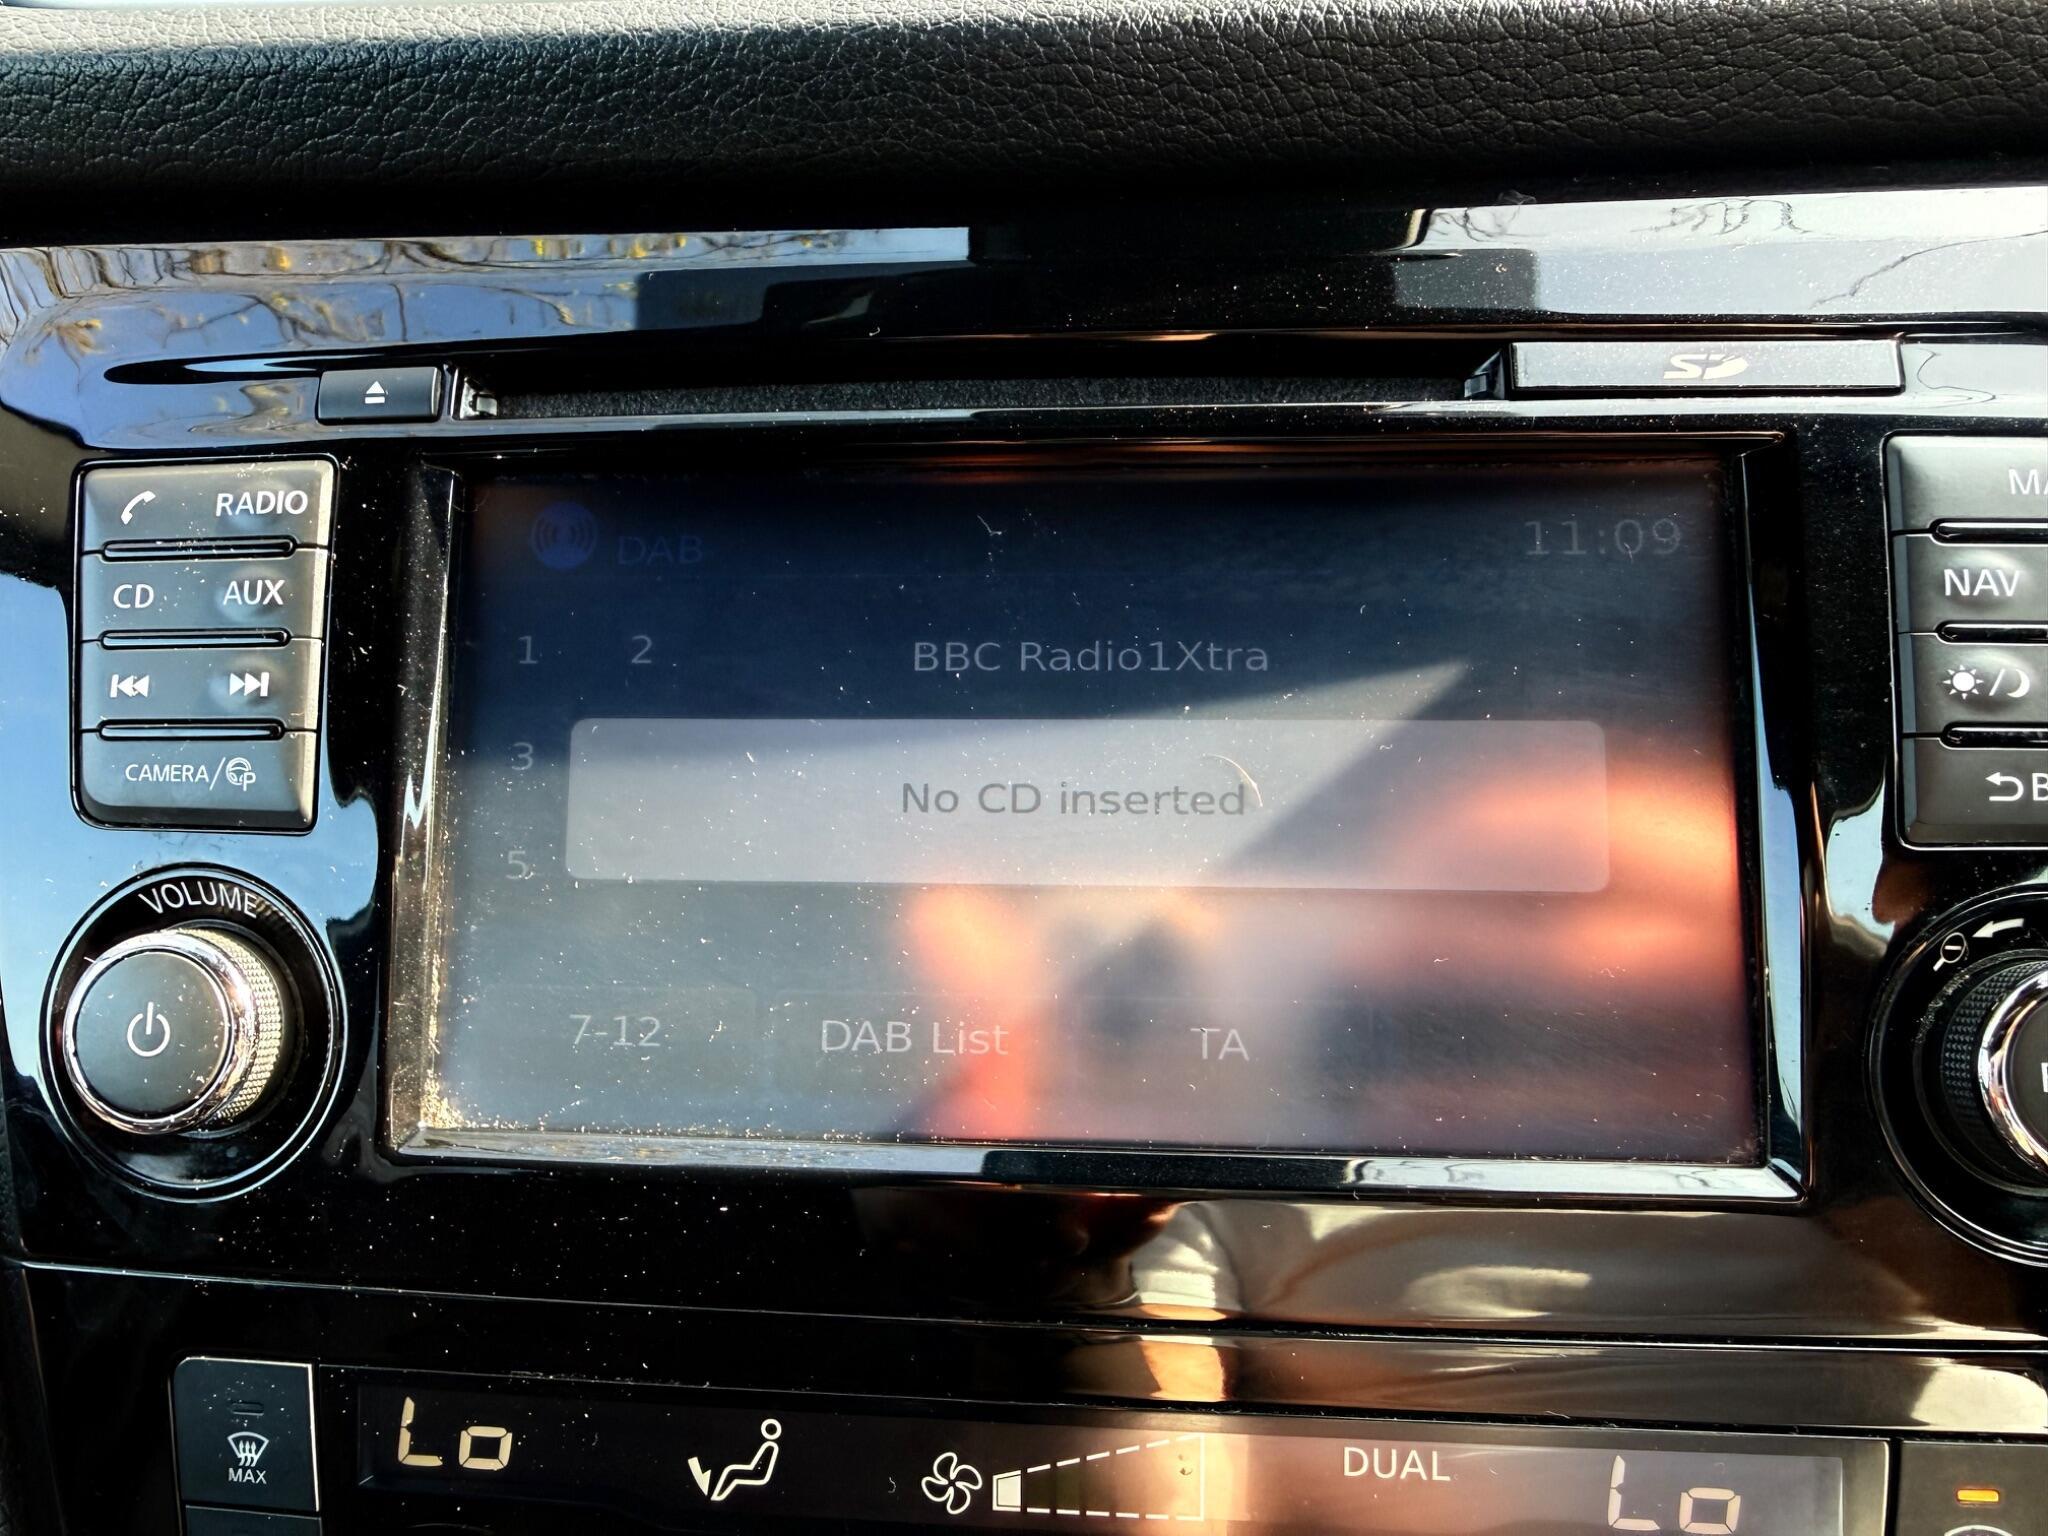 SD
RADIO
CD AUX
CAMERA/
VOLUME
DAB 11:09
1 2 BBC Radio1Xtra
3
No CD inserted
5
7-12 DAB List TA
NAV
MAX
Lo DUAL Lo